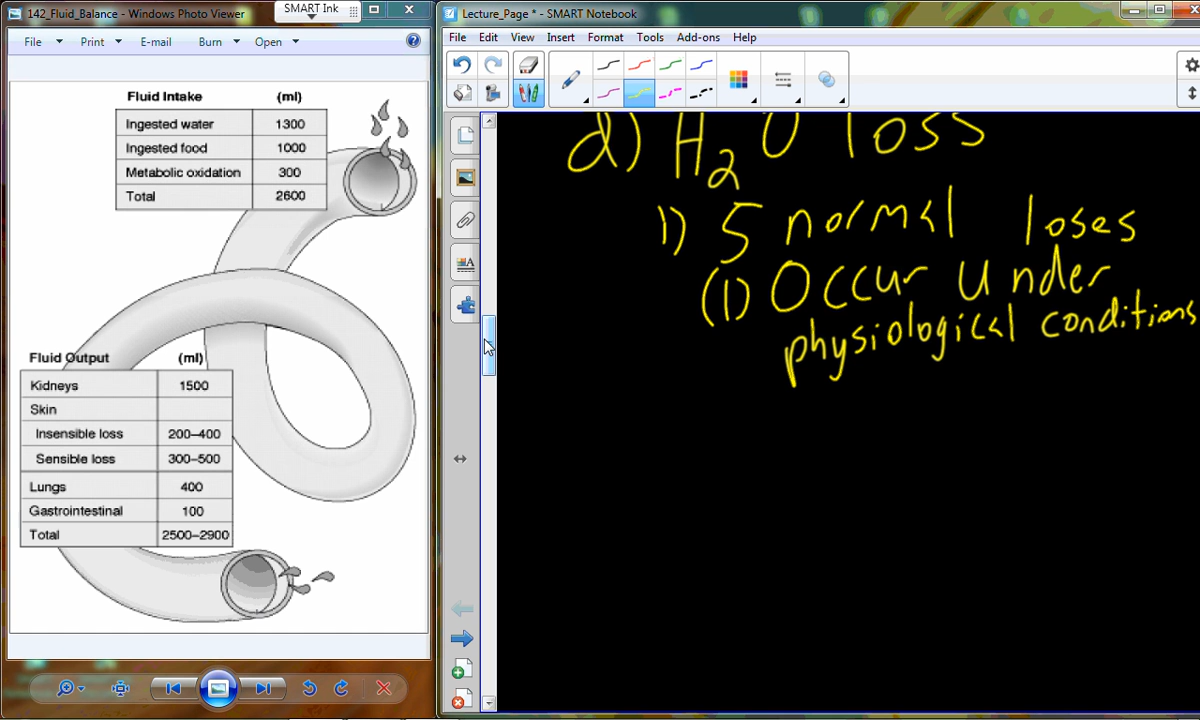 142_Fluid_Balance - Windows Photo Viewer
SMART Ink
File Print E-mail Burn Open
Fluid Intake (ml)
Ingested water 1300
Ingested food 1000
Metabolic oxidation 300
Total 2600
Fluid Output (ml)
Kidneys 1500
Skin
Insensible loss 200–400
Sensible loss 300–500
Lungs 400
Gastrointestinal 100
Total 2500–2900
Lecture_Page * - SMART Notebook
File Edit View Insert Format Tools Add-ons Help
d) H2O loss
1) 5 normal loses
(1) Occur Under
physiological conditions